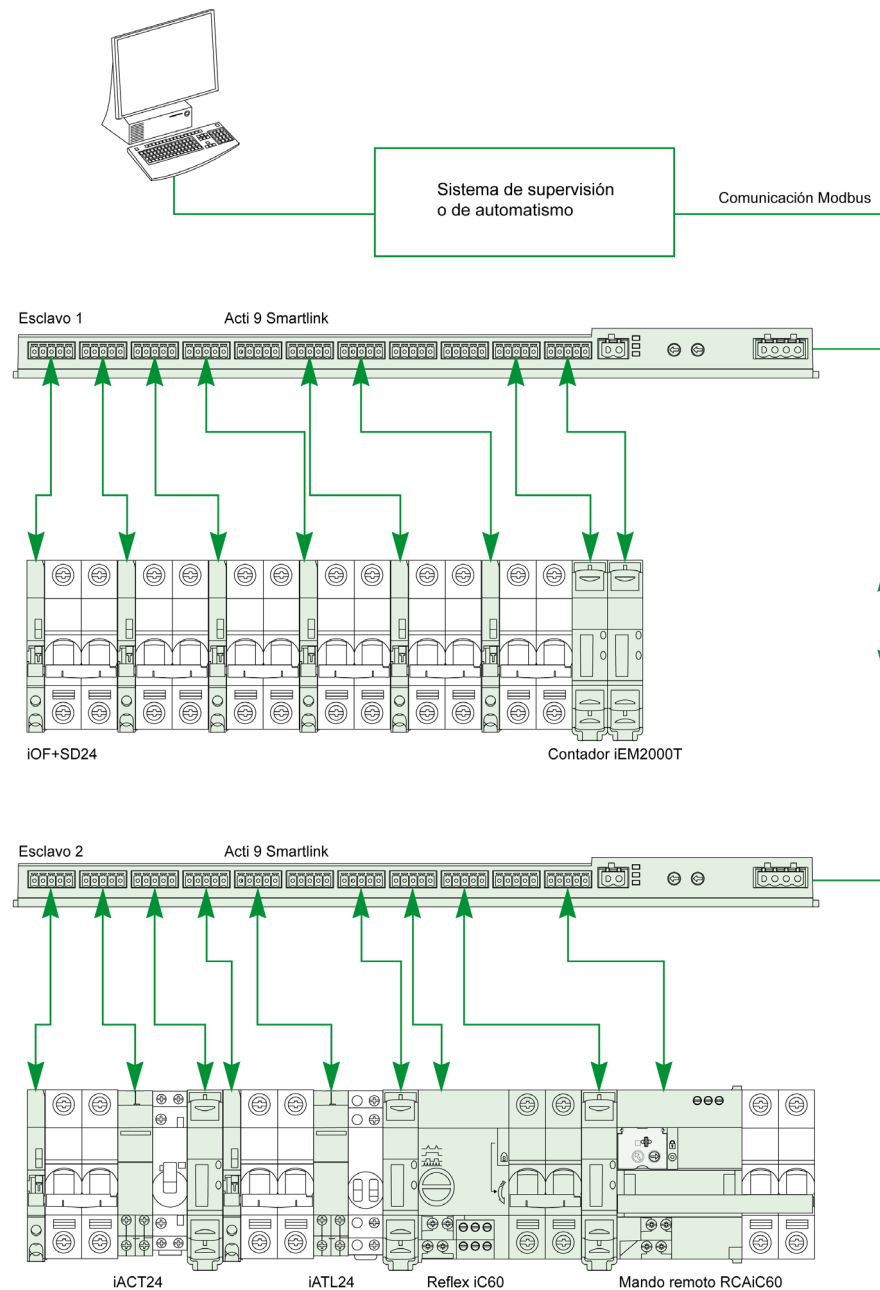 Sistema de supervisión
o de automatismo
Comunicación Modbus
Esclavo 1
Acti 9 Smartlink
iOF+SD24
Contador iEM2000T
Esclavo 2
Acti 9 Smartlink
iACT24
iATL24
Reflex iC60
Mando remoto RCAiC60